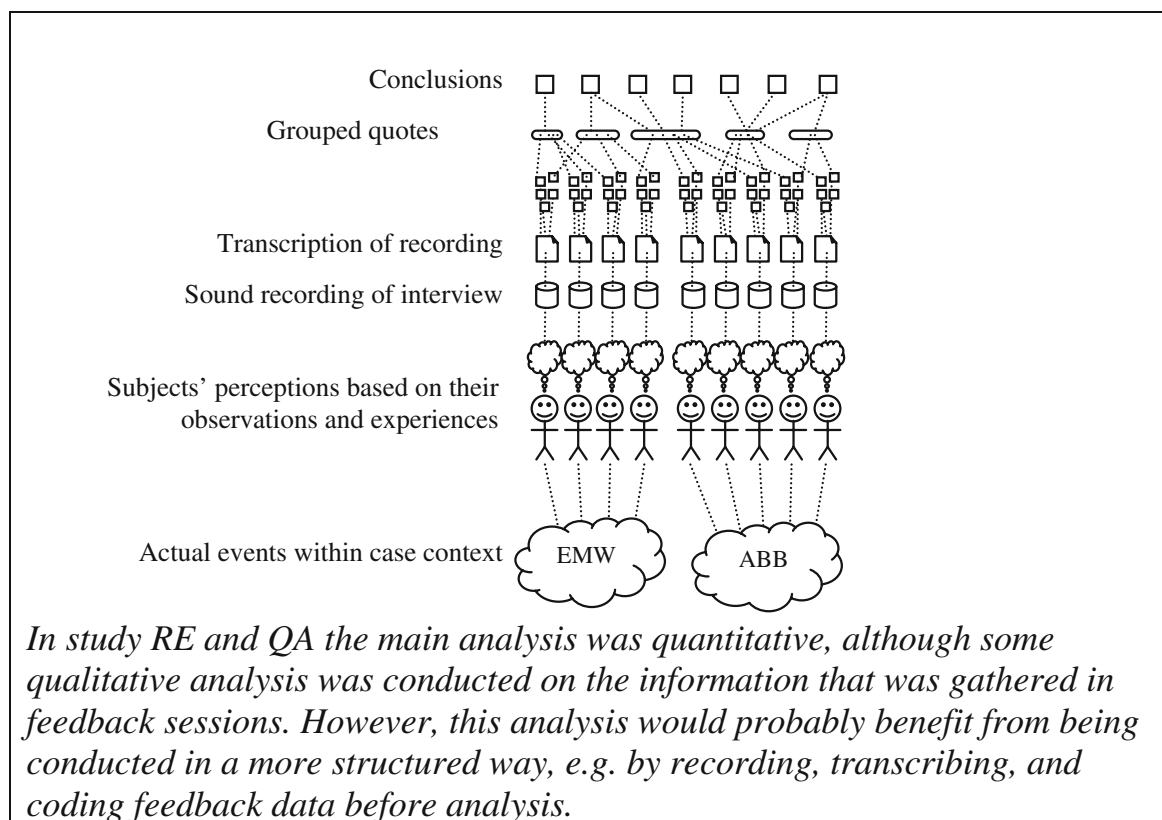 Conclusions
Grouped quotes
Transcription of recording
Sound recording of interview
Subjects’ perceptions based on their
observations and experiences
Actual events within case context
EMW
ABB
In study RE and QA the main analysis was quantitative, although some
qualitative analysis was conducted on the information that was gathered in
feedback sessions. However, this analysis would probably benefit from being
conducted in a more structured way, e.g. by recording, transcribing, and
coding feedback data before analysis.